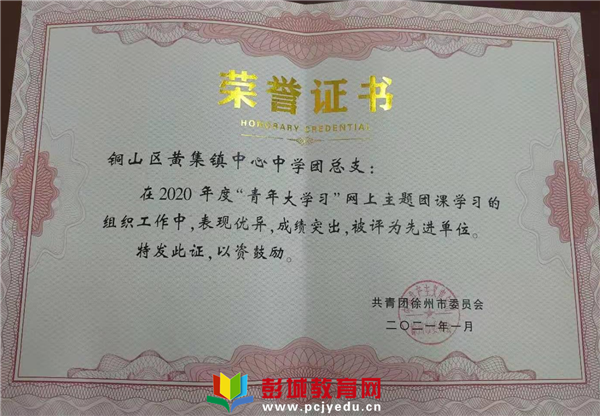 荣誉证书
HONORARY CREDENTIAL
铜山区黄集镇中心中学团总支：
在2020年度“青年大学习”网上主题团课学习的
组织工作中，表现优异，成绩突出，被评为先进单位。
特发此证，以资鼓励。
共青团徐州市委员会
二〇二一年一月
彭城教育网
www.pcjyedu.cn